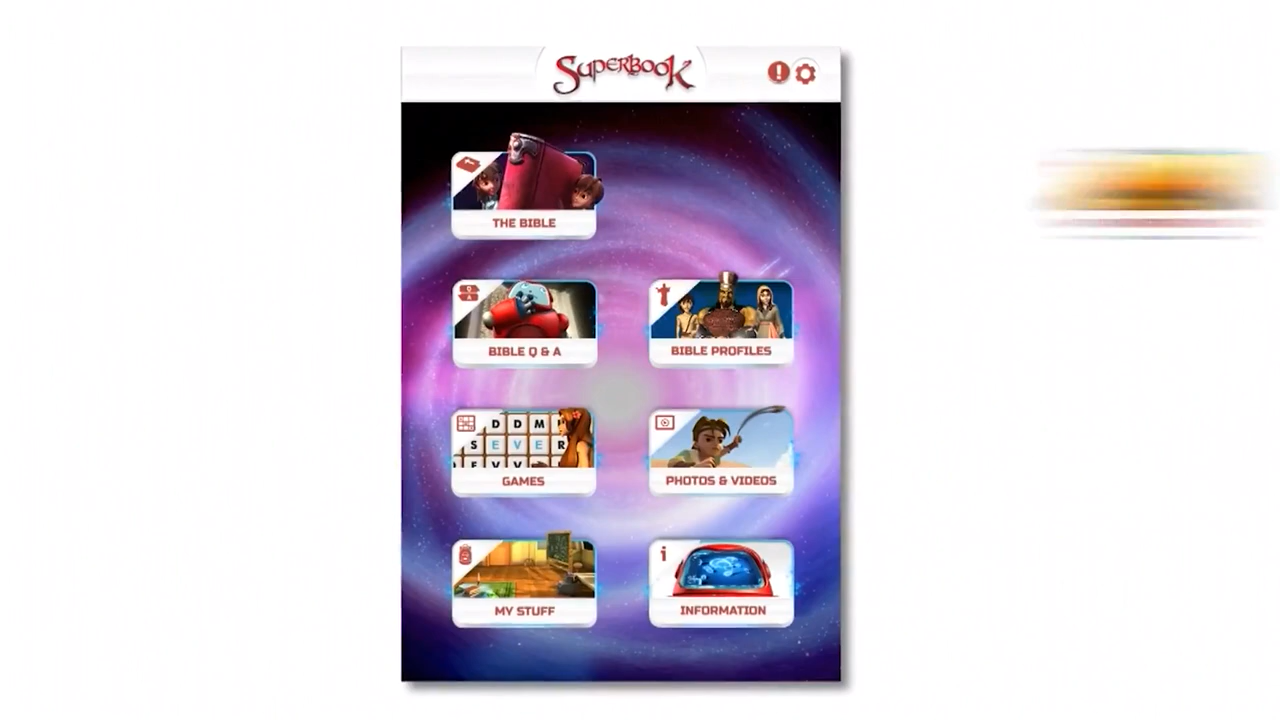 SUPERBOOK
THE BIBLE
Q
A
BIBLE Q & A
BIBLE PROFILES
D D M
S E V E R
E V V
GAMES
PHOTOS & VIDEOS
i
MY STUFF
INFORMATION